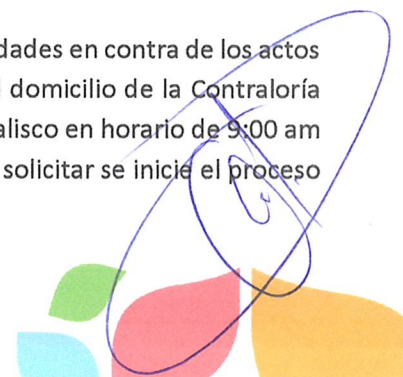 dades en contra de los actos
domicilio de la Contraloría
alisco en horario de 9:00 am
solicitar se inicie el proceso